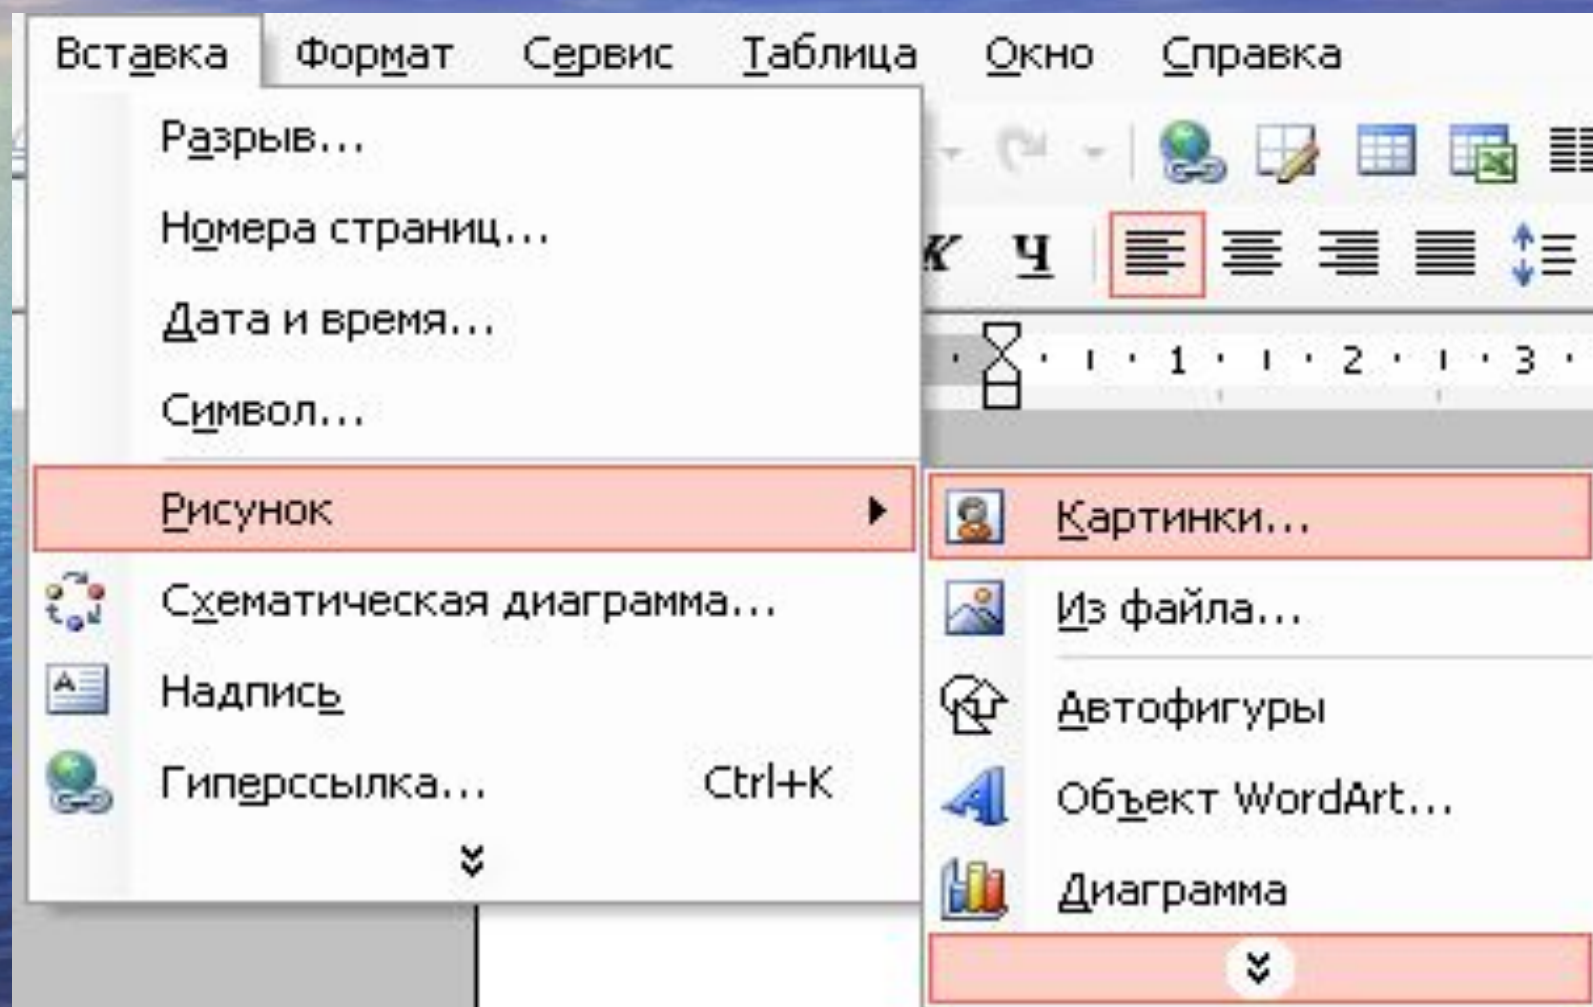 Вставка Формат Сервис Таблица Окно Справка
Разрыв...
Номера страниц...
К Ч
Дата и время...
1 2 3
Символ...
Рисунок
Картинки...
Схематическая диаграмма...
Из файла...
Надпись
Автофигуры
Гиперссылка... Ctrl+K
Объект WordArt...
Диаграмма